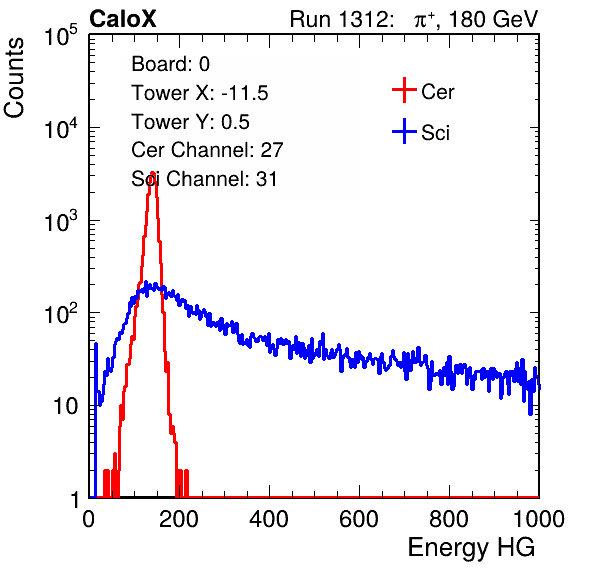 CaloX Run 1312: π⁺, 180 GeV
Counts
10⁵
10⁴
10³
10²
10
1
Board: 0
Tower X: -11.5
Tower Y: 0.5
Cer Channel: 27
Sci Channel: 31
Cer
Sci
0 200 400 600 800 1000
Energy HG